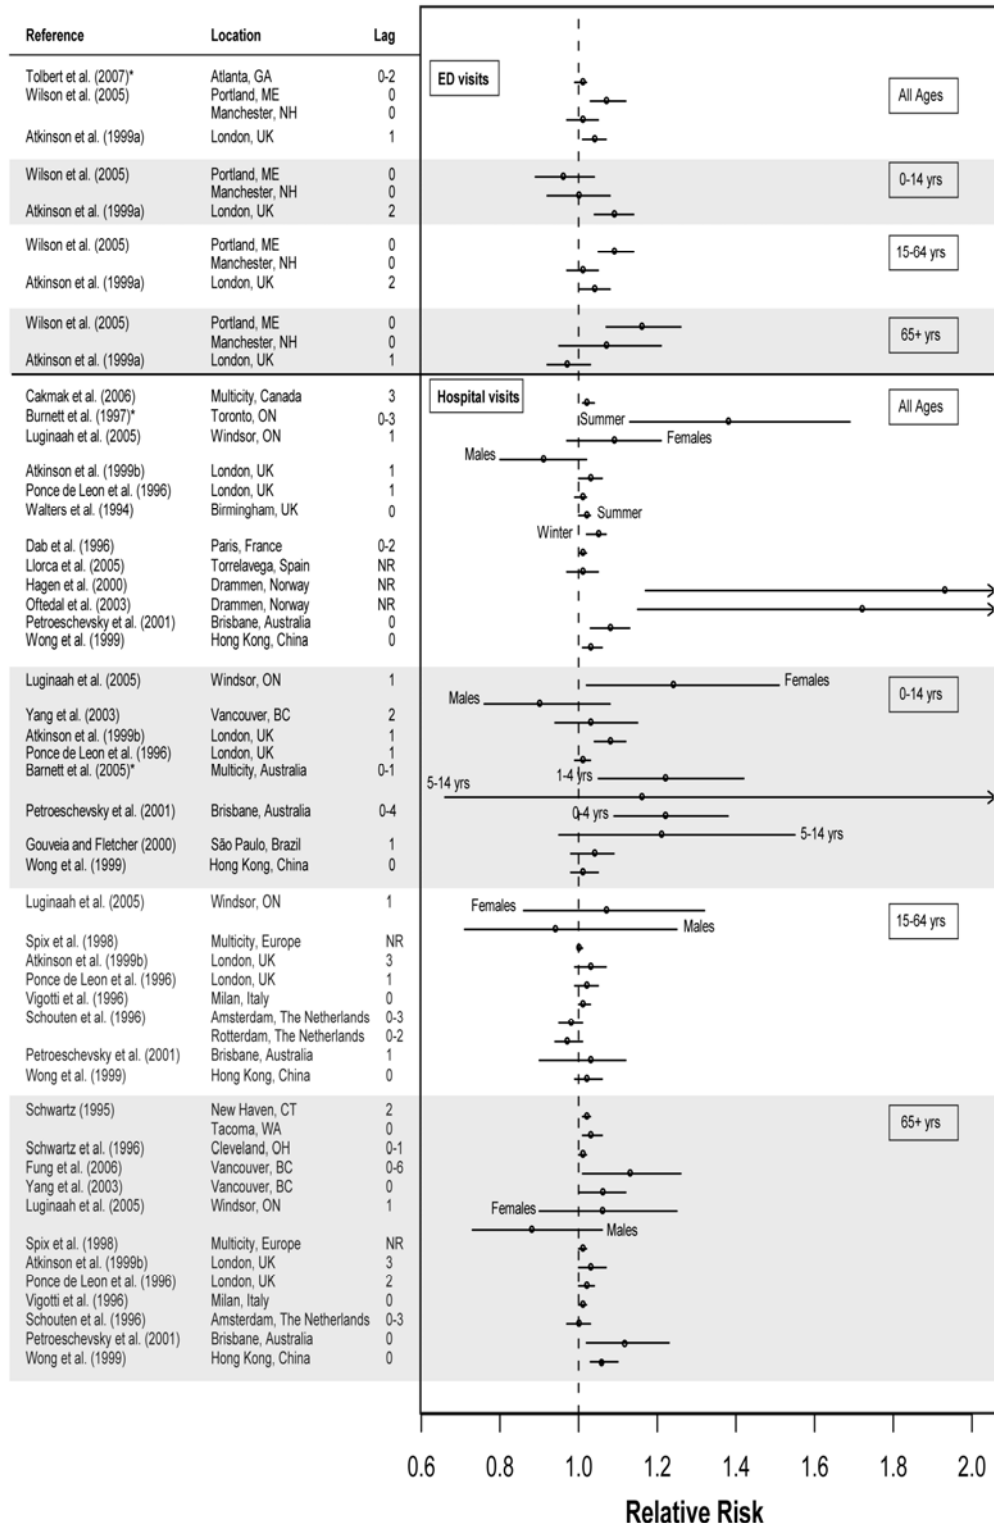 Reference Location Lag
Tolbert et al. (2007)* Atlanta, GA 0-2 ED visits All Ages
Wilson et al. (2005) Portland, ME 0
Manchester, NH 0
Atkinson et al. (1999a) London, UK 1
Wilson et al. (2005) Portland, ME 0 0-14 yrs
Manchester, NH 0
Atkinson et al. (1999a) London, UK 2
Wilson et al. (2005) Portland, ME 0 15-64 yrs
Manchester, NH 0
Atkinson et al. (1999a) London, UK 2
Wilson et al. (2005) Portland, ME 0 65+ yrs
Manchester, NH 0
Atkinson et al. (1999a) London, UK 1
Cakmak et al. (2006) Multicity, Canada 3 Hospital visits All Ages
Burnett et al. (1997)* Toronto, ON 0-3 Summer
Luginaah et al. (2005) Windsor, ON 1 Females
Males
Atkinson et al. (1999b) London, UK 1
Ponce de Leon et al. (1996) London, UK 1
Walters et al. (1994) Birmingham, UK 0 Summer
Winter
Dab et al. (1996) Paris, France 0-2
Llorca et al. (2005) Torrelavega, Spain NR
Hagen et al. (2000) Drammen, Norway NR
Oftedal et al. (2003) Drammen, Norway NR
Petroeschevsky et al. (2001) Brisbane, Australia 0
Wong et al. (1999) Hong Kong, China 0
Luginaah et al. (2005) Windsor, ON 1 Females 0-14 yrs
Males
Yang et al. (2003) Vancouver, BC 2
Atkinson et al. (1999b) London, UK 1
Ponce de Leon et al. (1996) London, UK 1
Barnett et al. (2005)* Multicity, Australia 0-1 1-4 yrs
5-14 yrs
Petroeschevsky et al. (2001) Brisbane, Australia 0-4 0-4 yrs
5-14 yrs
Gouveia and Fletcher (2000) São Paulo, Brazil 1
Wong et al. (1999) Hong Kong, China 0
Luginaah et al. (2005) Windsor, ON 1 Females 15-64 yrs
Males
Spix et al. (1998) Multicity, Europe NR
Atkinson et al. (1999b) London, UK 3
Ponce de Leon et al. (1996) London, UK 1
Vigotti et al. (1996) Milan, Italy 0
Schouten et al. (1996) Amsterdam, The Netherlands 0-3
Rotterdam, The Netherlands 0-2
Petroeschevsky et al. (2001) Brisbane, Australia 1
Wong et al. (1999) Hong Kong, China 0
Schwartz (1995) New Haven, CT 2 65+ yrs
Tacoma, WA 0
Schwartz et al. (1996) Cleveland, OH 0-1
Fung et al. (2006) Vancouver, BC 0-6
Yang et al. (2003) Vancouver, BC 0
Luginaah et al. (2005) Windsor, ON 1 Females
Males
Spix et al. (1998) Multicity, Europe NR
Atkinson et al. (1999b) London, UK 3
Ponce de Leon et al. (1996) London, UK 2
Vigotti et al. (1996) Milan, Italy 0
Schouten et al. (1996) Amsterdam, The Netherlands 0-3
Petroeschevsky et al. (2001) Brisbane, Australia 0
Wong et al. (1999) Hong Kong, China 0
0.6 0.8 1.0 1.2 1.4 1.6 1.8 2.0
Relative Risk